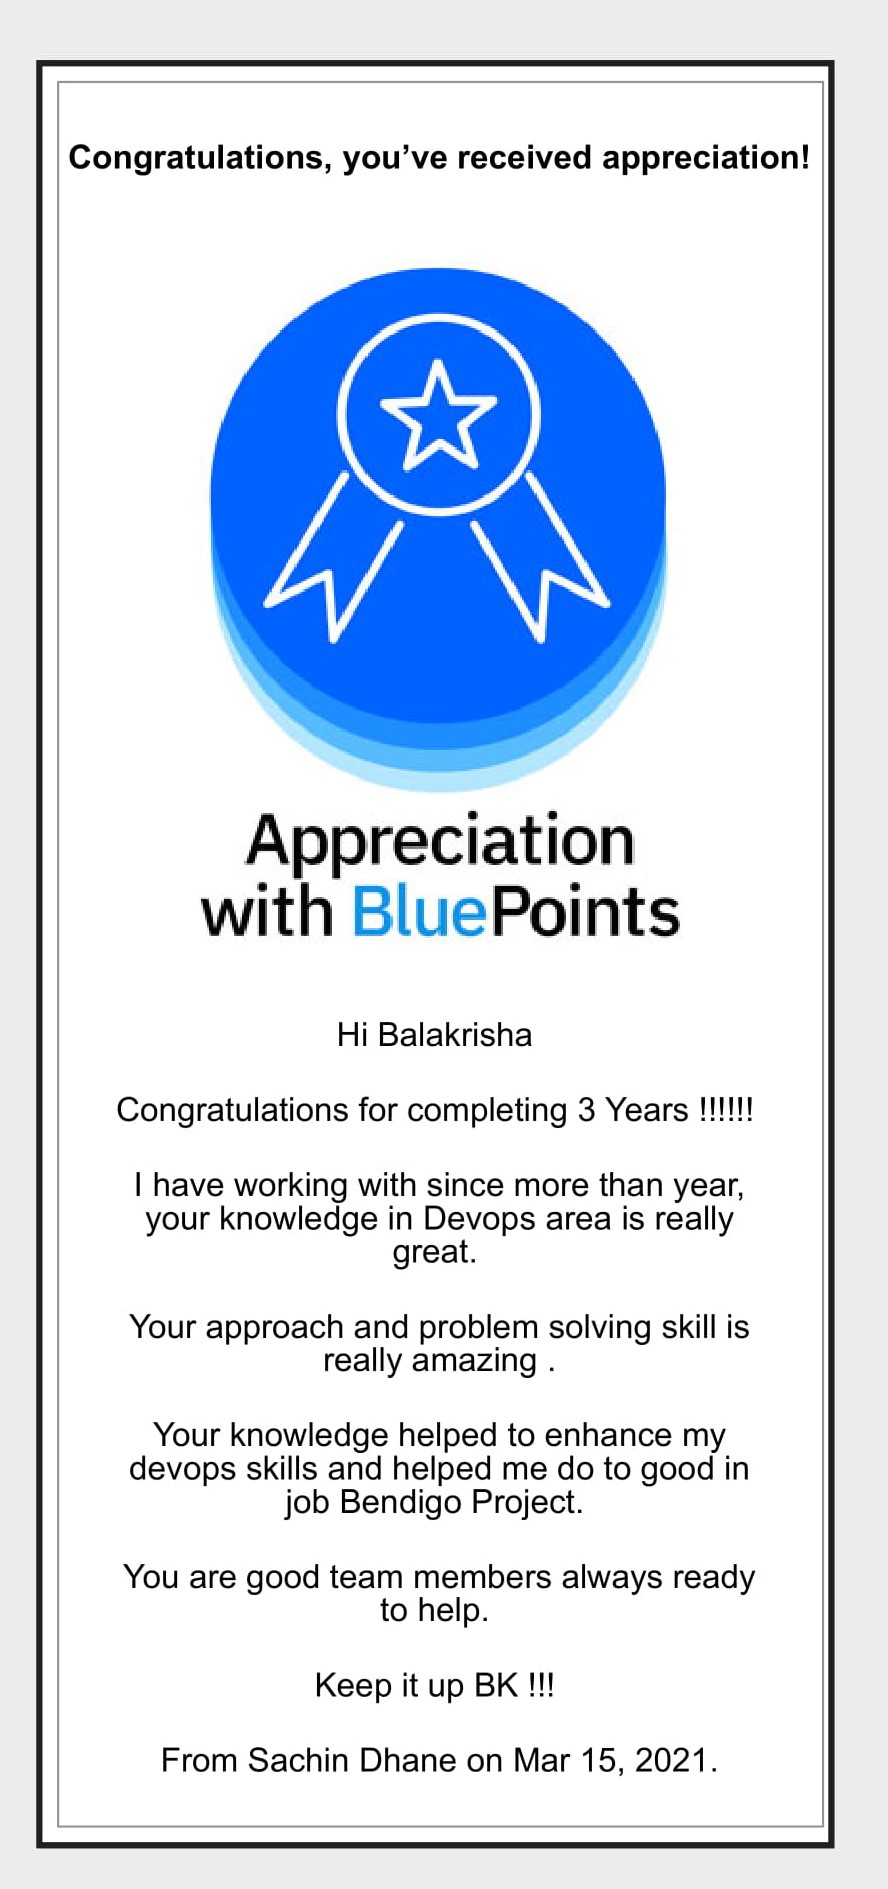 Congratulations, you’ve received appreciation!
Appreciation
with BluePoints
Hi Balakrisha
Congratulations for completing 3 Years !!!!!!
I have working with since more than year,
your knowledge in Devops area is really
great.
Your approach and problem solving skill is
really amazing .
Your knowledge helped to enhance my
devops skills and helped me do to good in
job Bendigo Project.
You are good team members always ready
to help.
Keep it up BK !!!
From Sachin Dhane on Mar 15, 2021.